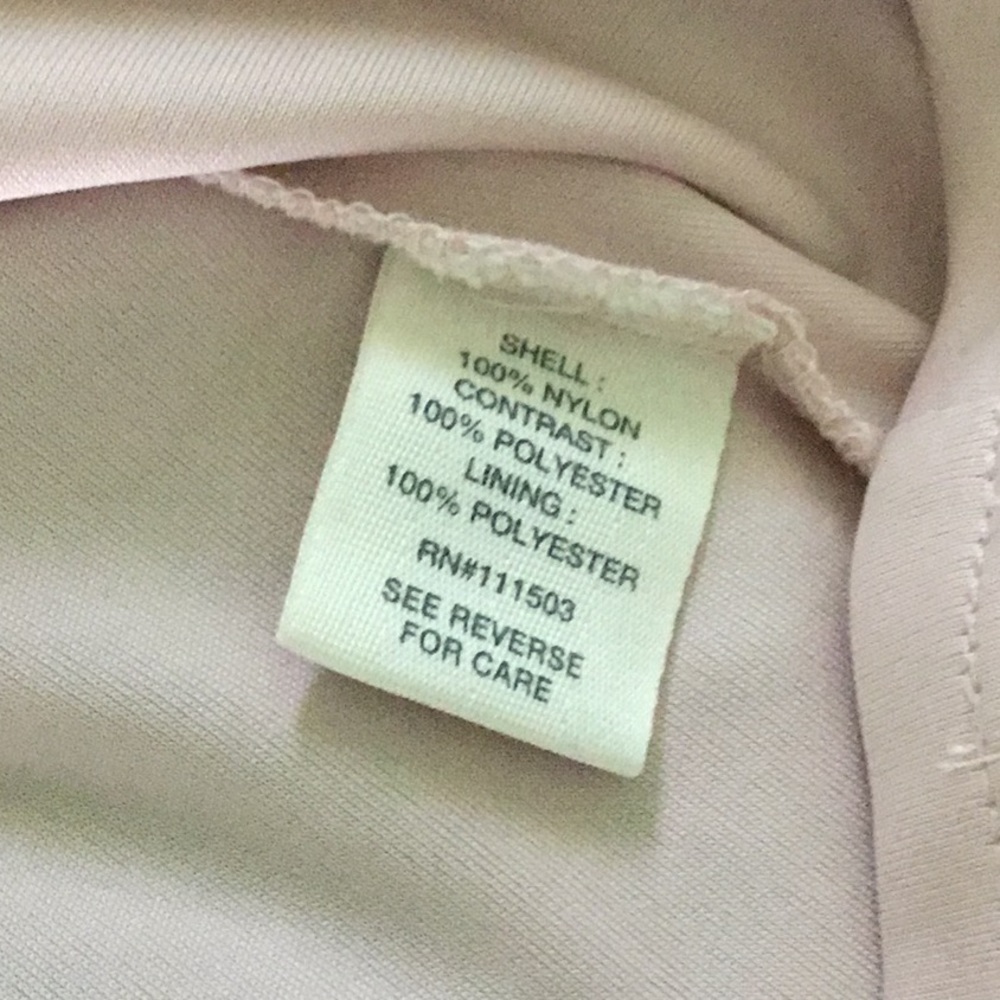 SHELL :
100% NYLON
CONTRAST :
100% POLYESTER
LINING :
100% POLYESTER
RN#111503
SEE REVERSE
FOR CARE